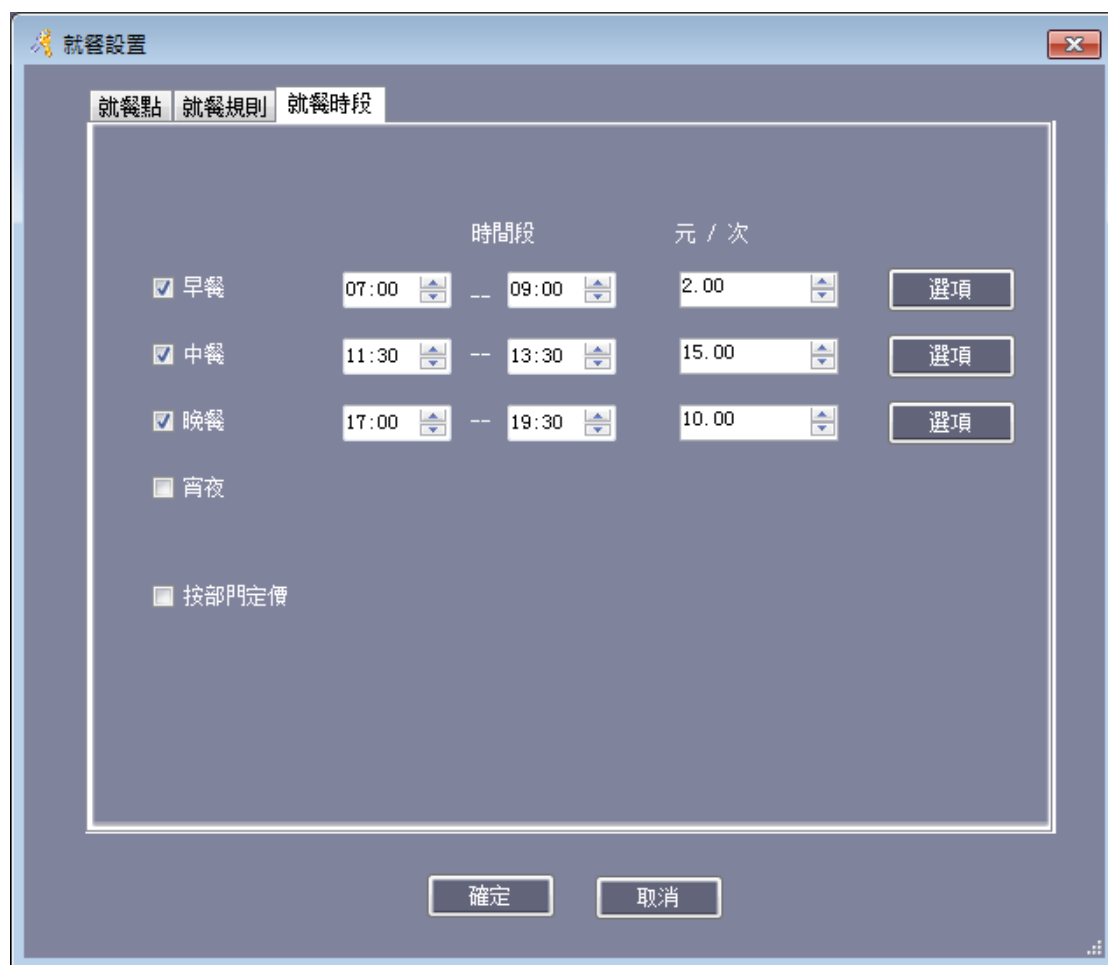 就餐設置
就餐點 就餐規則 就餐時段
時間段 元 / 次
早餐 07:00 -- 09:00 2.00 選項
中餐 11:30 -- 13:30 15.00 選項
晚餐 17:00 -- 19:30 10.00 選項
宵夜
按部門定價
確定 取消